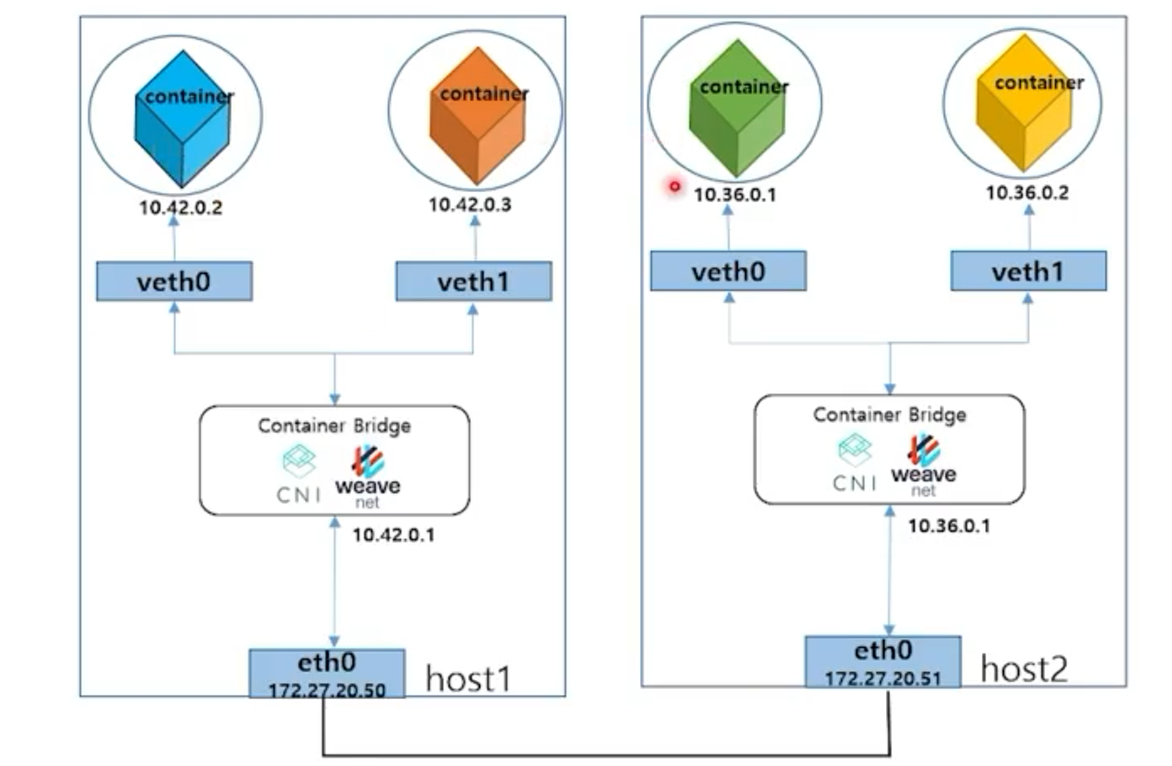 container
container
10.42.0.2
10.42.0.3
veth0
veth1
Container Bridge
CNI
weave
net
10.42.0.1
eth0
172.27.20.50
host1
container
container
10.36.0.1
10.36.0.2
veth0
veth1
Container Bridge
CNI
weave
net
10.36.0.1
eth0
172.27.20.51
host2